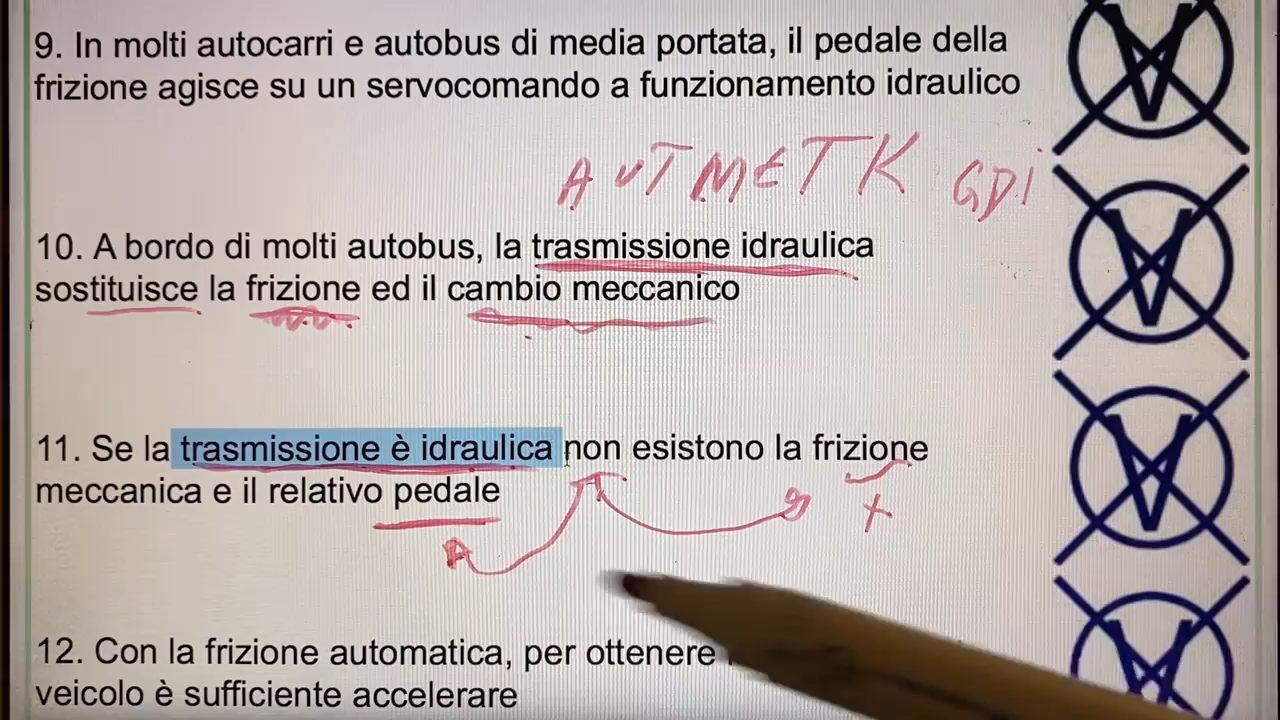 9. In molti autocarri e autobus di media portata, il pedale della
frizione agisce su un servocomando a funzionamento idraulico
V
AUTMETK GDI
10. A bordo di molti autobus, la trasmissione idraulica
sostituisce la frizione ed il cambio meccanico
V
11. Se la trasmissione è idraulica non esistono la frizione
meccanica e il relativo pedale
V
12. Con la frizione automatica, per ottenere
veicolo è sufficiente accelerare
V